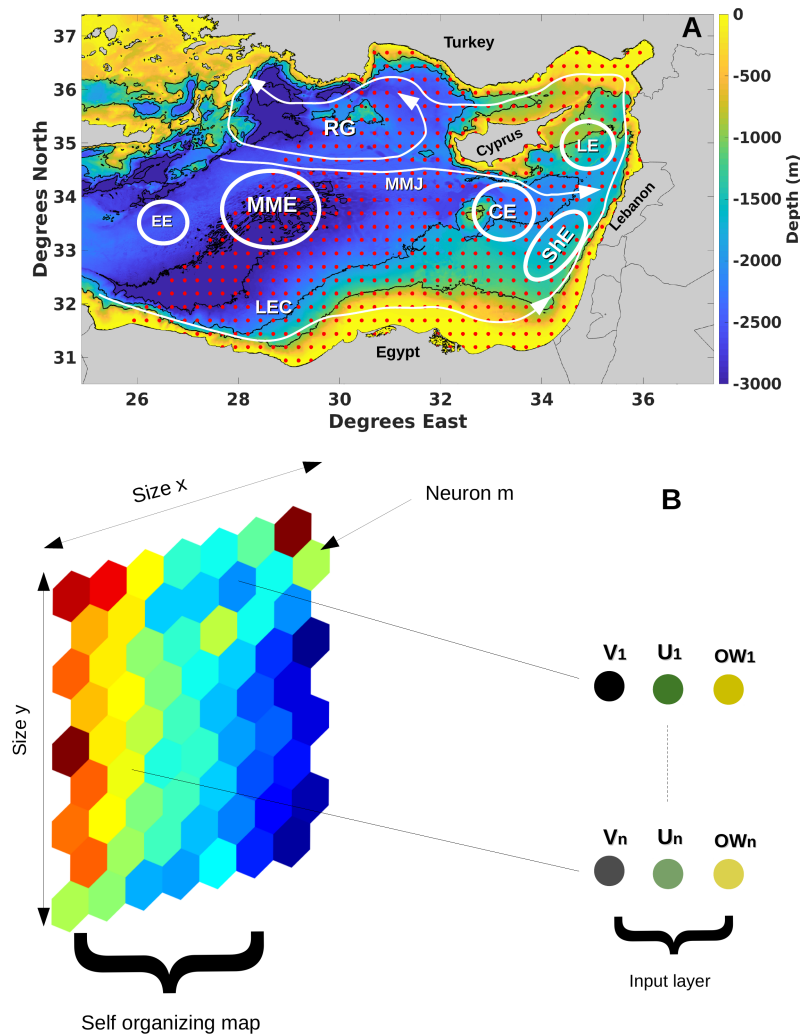 A
Turkey
37
36
35
34
33
32
31
Degrees North
RG
Cyprus
LE
MMJ
Lebanon
EE
MME
CE
ShE
LEC
Egypt
26
28
30
32
34
36
Degrees East
0
-500
-1000
-1500
-2000
-2500
-3000
Depth (m)
B
Size x
Neuron m
Size y
V1 U1 OW1
Vn Un OWn
Input layer
Self organizing map